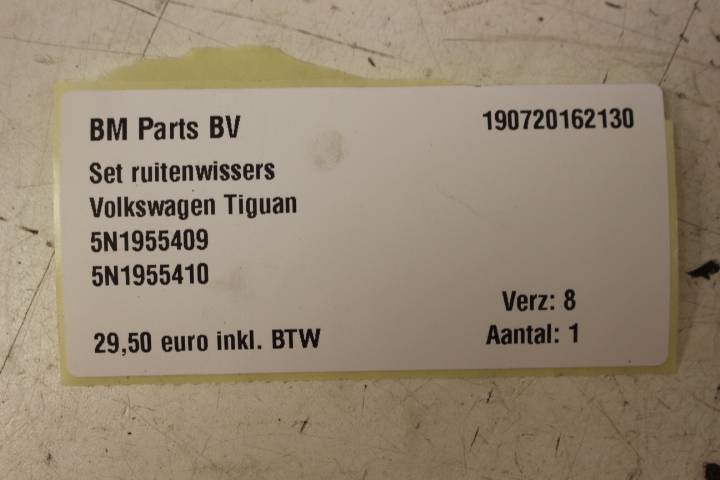 BM Parts BV
190720162130
Set ruitenwissers
Volkswagen Tiguan
5N1955409
5N1955410
Verz: 8
29,50 euro inkl. BTW
Aantal: 1